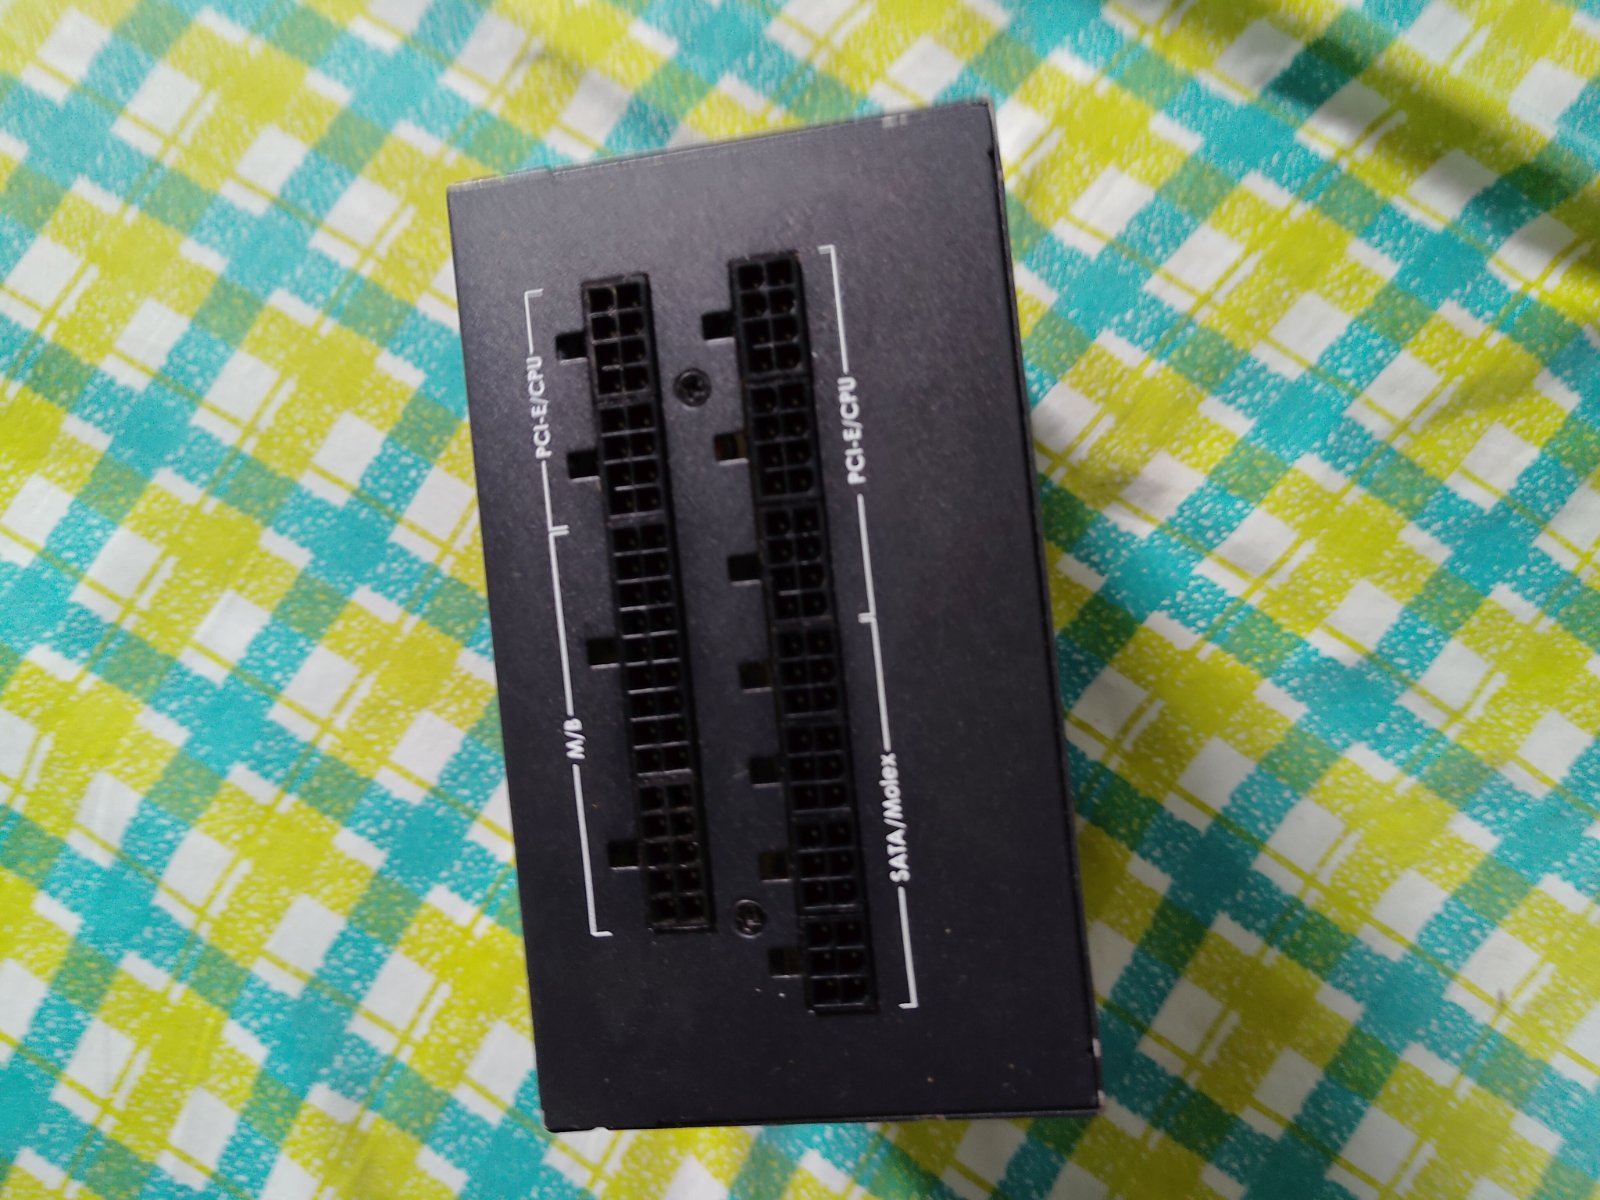 PCI-E/CPU
M/B
PCI-E/CPU
SATA/Molex